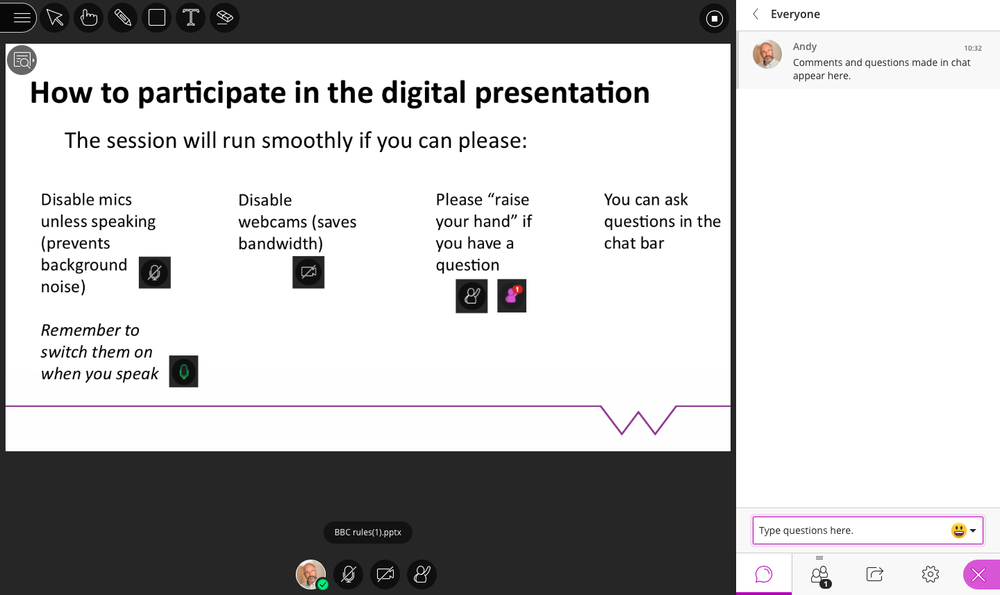 Everyone
Andy
10:32
Comments and questions made in chat
appear here.
How to participate in the digital presentation
The session will run smoothly if you can please:
Disable mics
unless speaking
(prevents
background
noise)
Remember to
switch them on
when you speak
Disable
webcams (saves
bandwidth)
Please “raise
your hand” if
you have a
question
1
You can ask
questions in the
chat bar
BBC rules(1).pptx
Type questions here.
1